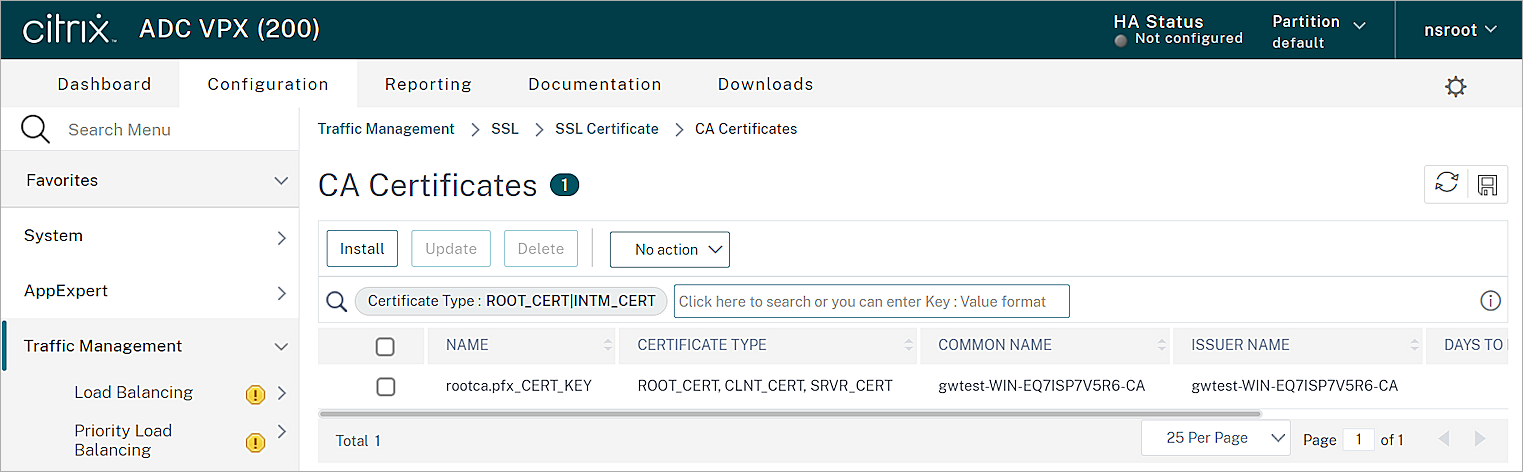 citrix™ ADC VPX (200)
HA Status
Not configured
Partition
default
nsroot
Dashboard Configuration Reporting Documentation Downloads
Search Menu
Favorites
System
AppExpert
Traffic Management
Load Balancing
Priority Load
Balancing
Traffic Management > SSL > SSL Certificate > CA Certificates
CA Certificates 1
Install Update Delete No action
Certificate Type : ROOT_CERT|INTM_CERT Click here to search or you can enter Key : Value format
NAME CERTIFICATE TYPE COMMON NAME ISSUER NAME DAYS TO
rootca.pfx_CERT_KEY ROOT_CERT, CLNT_CERT, SRVR_CERT gwtest-WIN-EQ7ISP7V5R6-CA gwtest-WIN-EQ7ISP7V5R6-CA
Total 1 25 Per Page Page 1 of 1